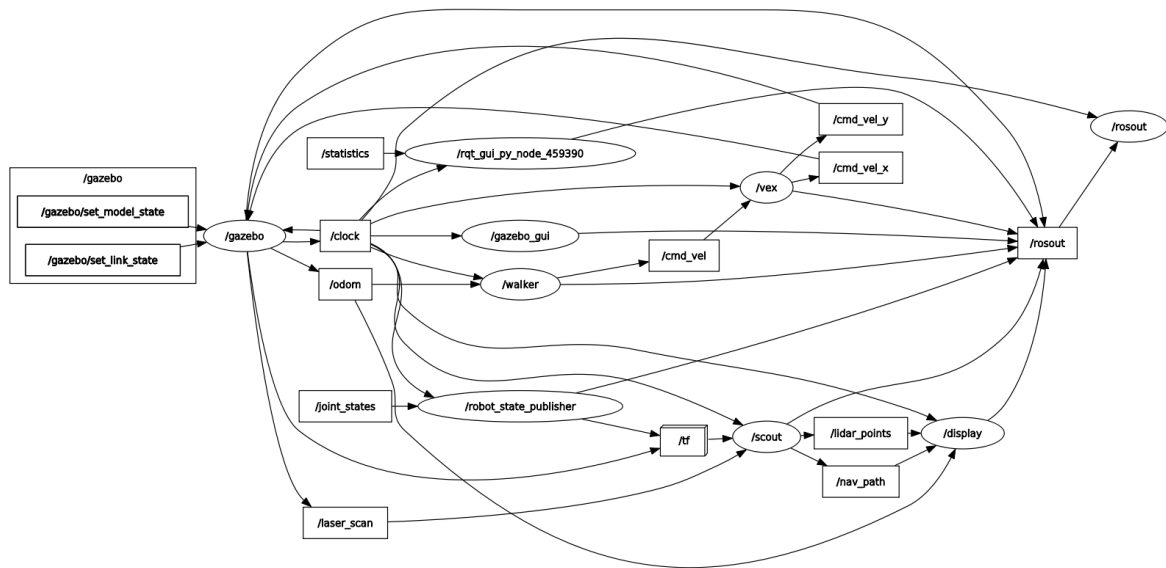 /gazebo
/gazebo/set_model_state
/gazebo/set_link_state
/gazebo
/statistics
/clock
/odom
/joint_states
/laser_scan
/rqt_gui_py_node_459390
/gazebo_gui
/walker
/robot_state_publisher
/cmd_vel
/tf
/vex
/scout
/cmd_vel_y
/cmd_vel_x
/lidar_points
/nav_path
/display
/rosout
/rosout